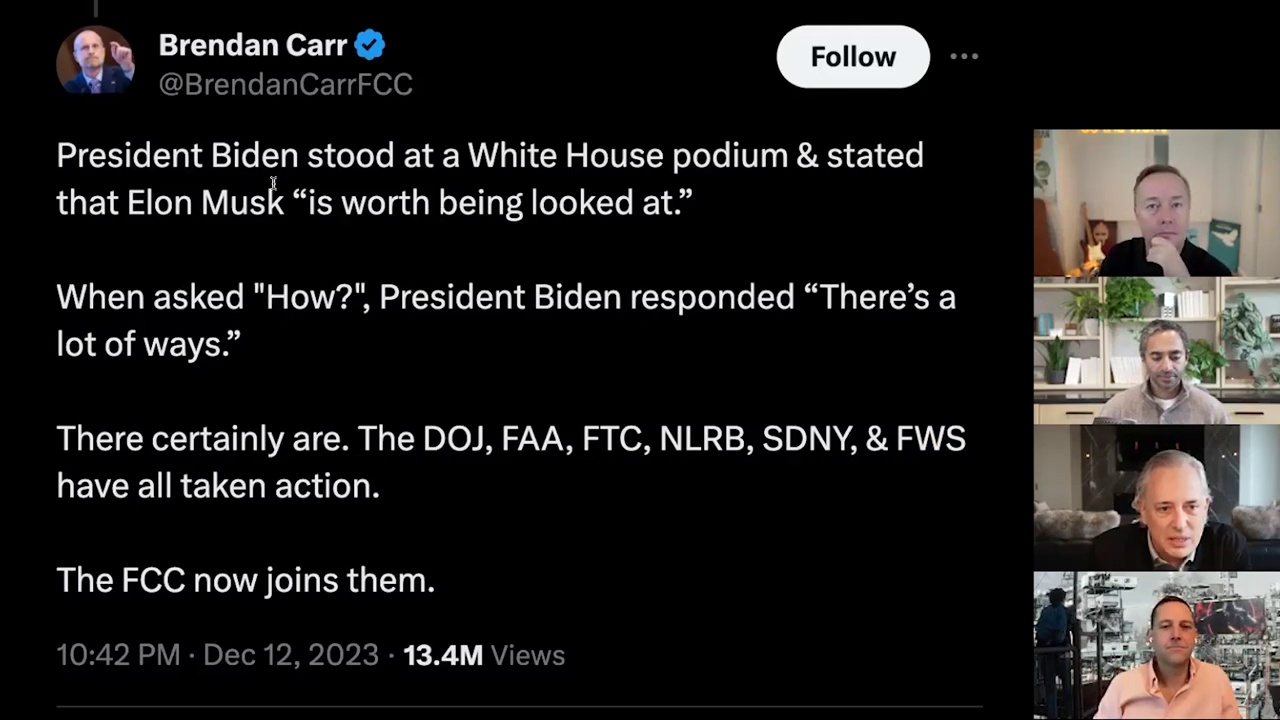 Brendan Carr
@BrendanCarrFCC
Follow
President Biden stood at a White House podium & stated
that Elon Musk “is worth being looked at.”
When asked "How?", President Biden responded “There’s a
lot of ways.”
There certainly are. The DOJ, FAA, FTC, NLRB, SDNY, & FWS
have all taken action.
The FCC now joins them.
10:42 PM · Dec 12, 2023 · 13.4M Views